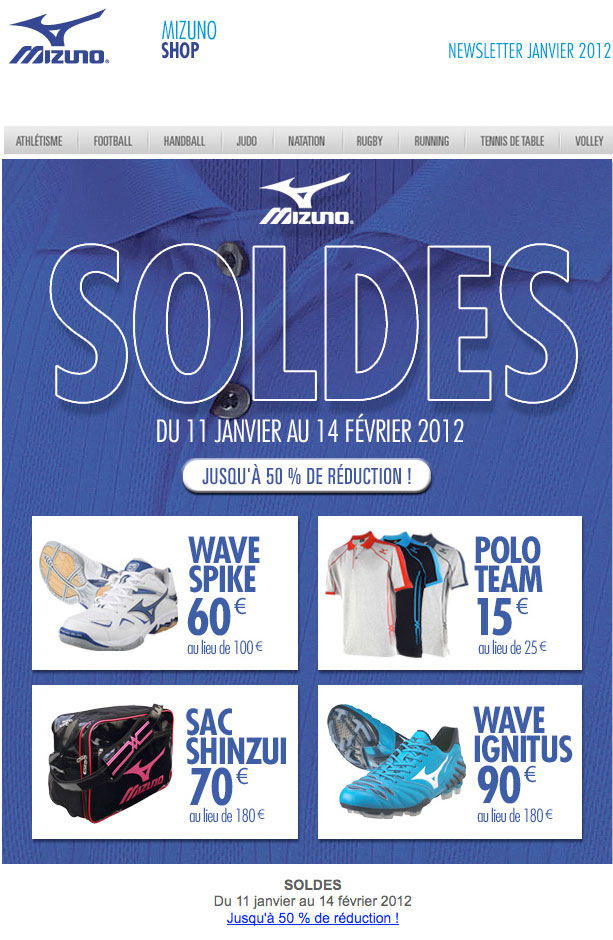 MIZUNO®
MIZUNO
SHOP
NEWSLETTER JANVIER 2012
ATHLÉTISME FOOTBALL HANDBALL JUDO NATATION RUGBY RUNNING TENNIS DE TABLE VOLLEY
MIZUNO®
SOLDES
DU 11 JANVIER AU 14 FÉVRIER 2012
JUSQU'À 50 % DE RÉDUCTION !
WAVE
SPIKE
60€
au lieu de 100 €
POLO
TEAM
15€
au lieu de 25 €
MIZUNO
SAC
SHINZUI
70€
au lieu de 180 €
WAVE
IGNITUS
90€
au lieu de 180 €
SOLDES
Du 11 janvier au 14 février 2012
Jusqu'à 50 % de réduction !